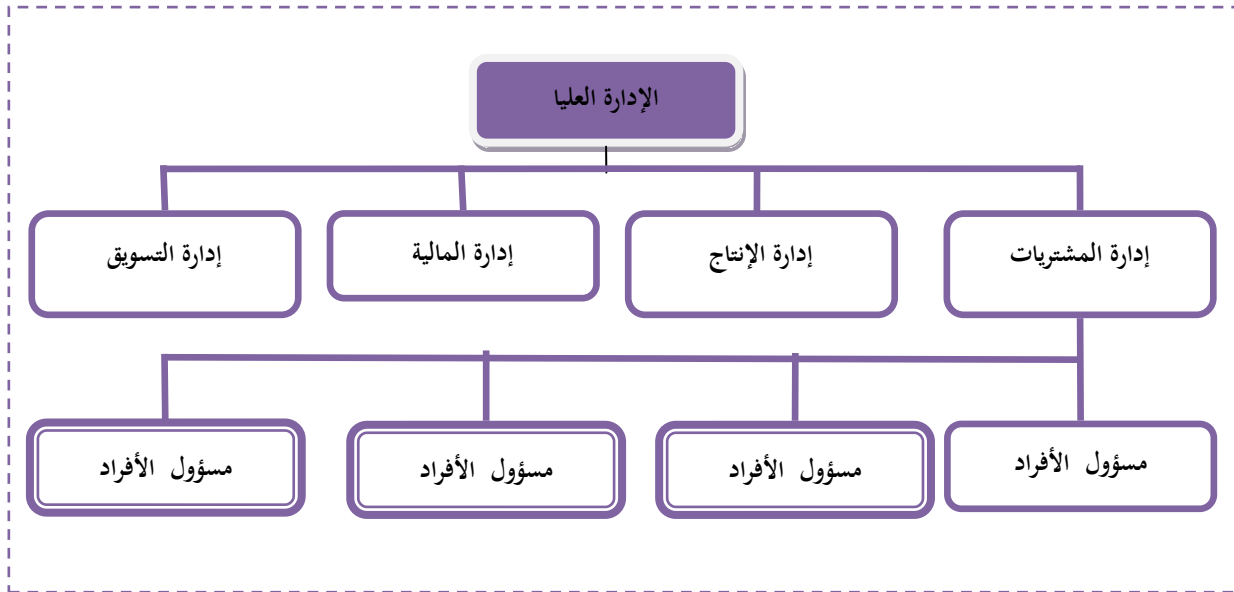 الإدارة العليا
إدارة المشتريات
إدارة الإنتاج
إدارة المالية
إدارة التسويق
مسؤول الأفراد
مسؤول الأفراد
مسؤول الأفراد
مسؤول الأفراد